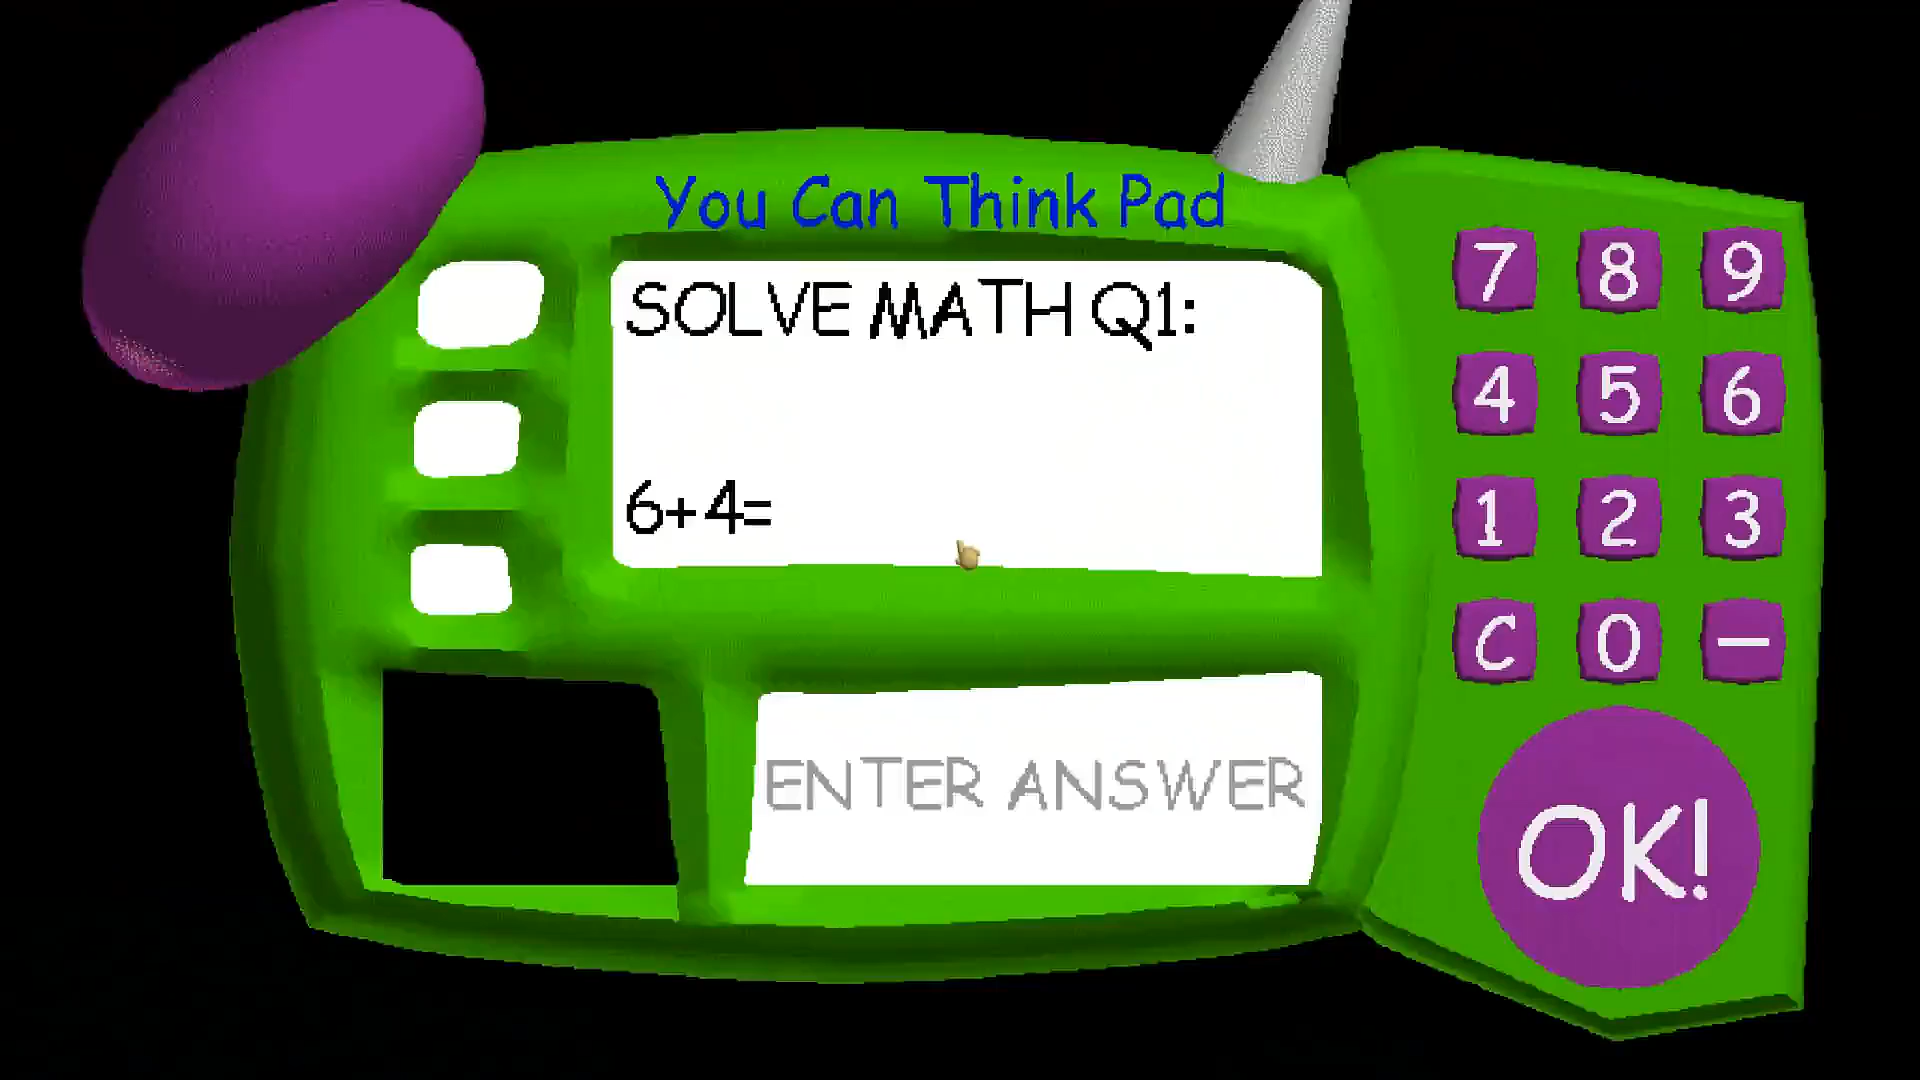 You Can Think Pad
SOLVE MATH Q1:
6+4=
ENTER ANSWER
7 8 9
4 5 6
1 2 3
C 0 −
OK!